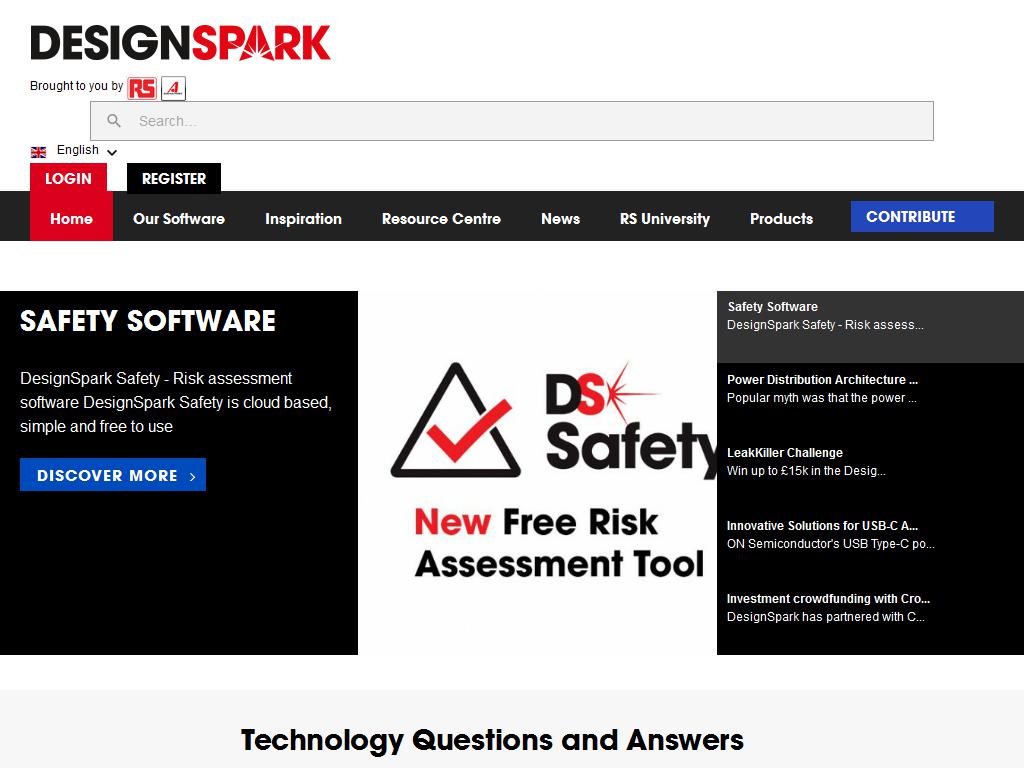 DESIGNSPARK
Brought to you by RS
Search...
English
LOGIN
REGISTER
Home
Our Software
Inspiration
Resource Centre
News
RS University
Products
CONTRIBUTE
SAFETY SOFTWARE
DesignSpark Safety - Risk assessment
software DesignSpark Safety is cloud based,
simple and free to use
DISCOVER MORE
DS
Safety
New Free Risk
Assessment Tool
Safety Software
DesignSpark Safety - Risk assess...
Power Distribution Architecture ...
Popular myth was that the power ...
LeakKiller Challenge
Win up to £15k in the Desig...
Innovative Solutions for USB-C A...
ON Semiconductor's USB Type-C po...
Investment crowdfunding with Cro...
DesignSpark has partnered with C...
Technology Questions and Answers